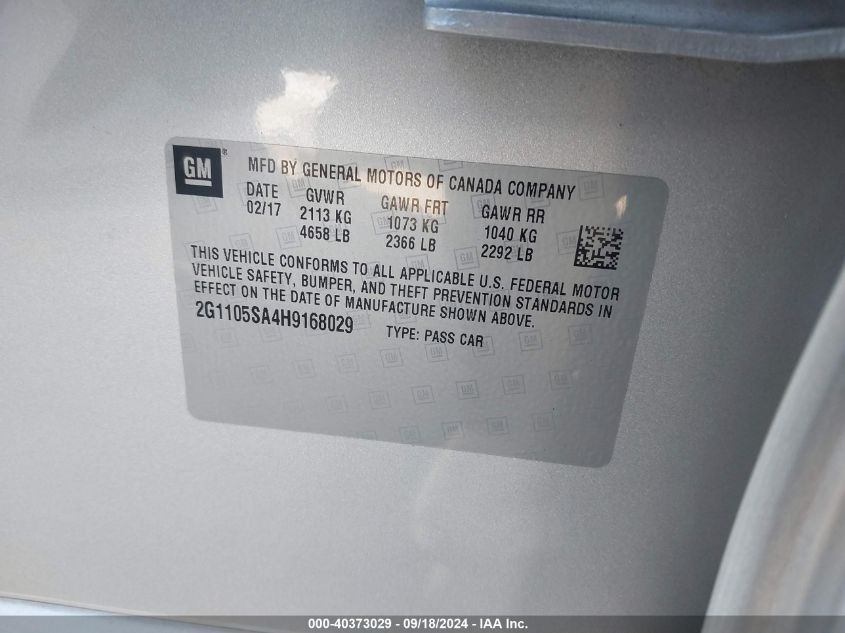 GM ®
MFD BY GENERAL MOTORS OF CANADA COMPANY
DATE GVWR GAWR FRT GAWR RR
02/17 2113 KG 1073 KG 1040 KG
4658 LB 2366 LB 2292 LB
THIS VEHICLE CONFORMS TO ALL APPLICABLE U.S. FEDERAL MOTOR
VEHICLE SAFETY, BUMPER, AND THEFT PREVENTION STANDARDS IN
EFFECT ON THE DATE OF MANUFACTURE SHOWN ABOVE.
2G1105SA4H9168029 TYPE: PASS CAR
000-40373029 - 09/18/2024 - IAA Inc.